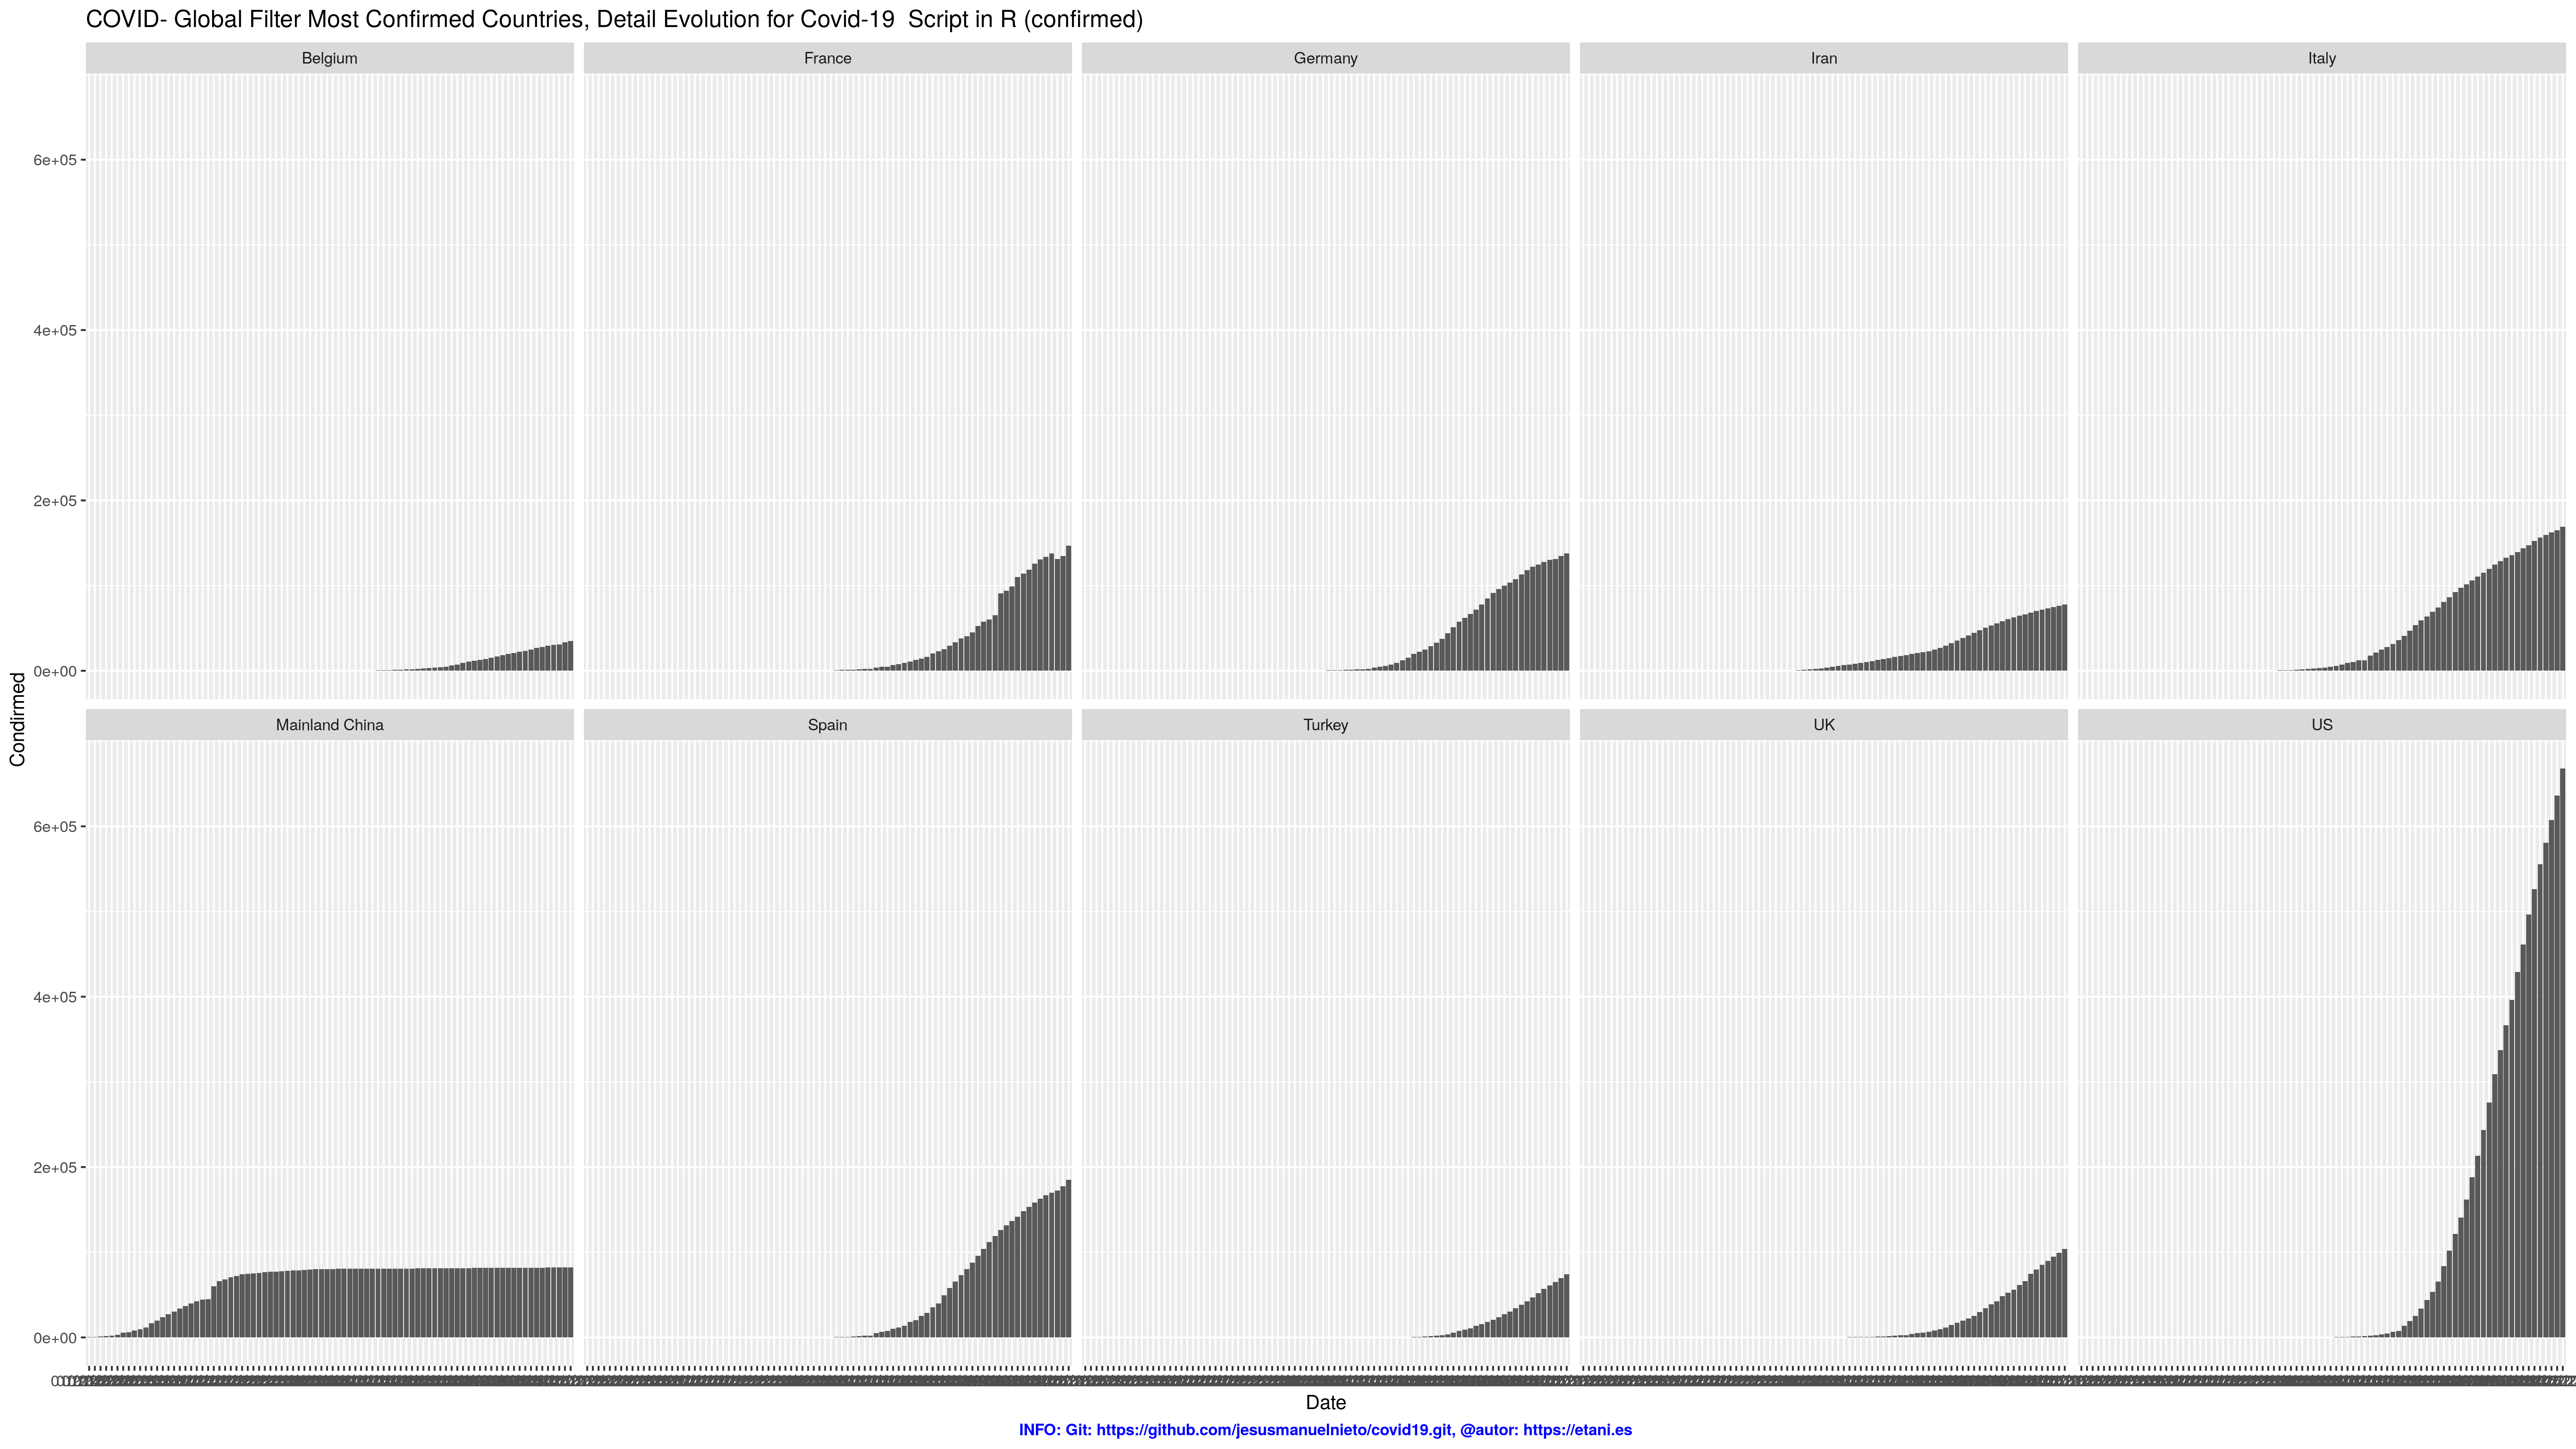 COVID- Global Filter Most Confirmed Countries, Detail Evolution for Covid-19  Script in R (confirmed)
Belgium
France
Germany
Iran
Italy
6e+05
4e+05
2e+05
0e+00
Condirmed
Mainland China
Spain
Turkey
UK
US
6e+05
4e+05
2e+05
0e+00
Date
INFO: Git: https://github.com/jesusmanuelnieto/covid19.git, @autor: https://etani.es